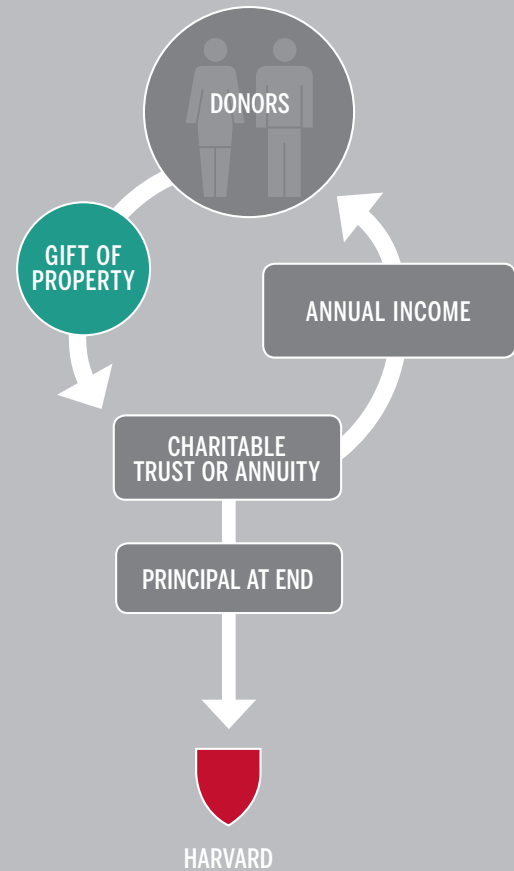 DONORS
GIFT OF
PROPERTY
ANNUAL INCOME
CHARITABLE
TRUST OR ANNUITY
PRINCIPAL AT END
HARVARD